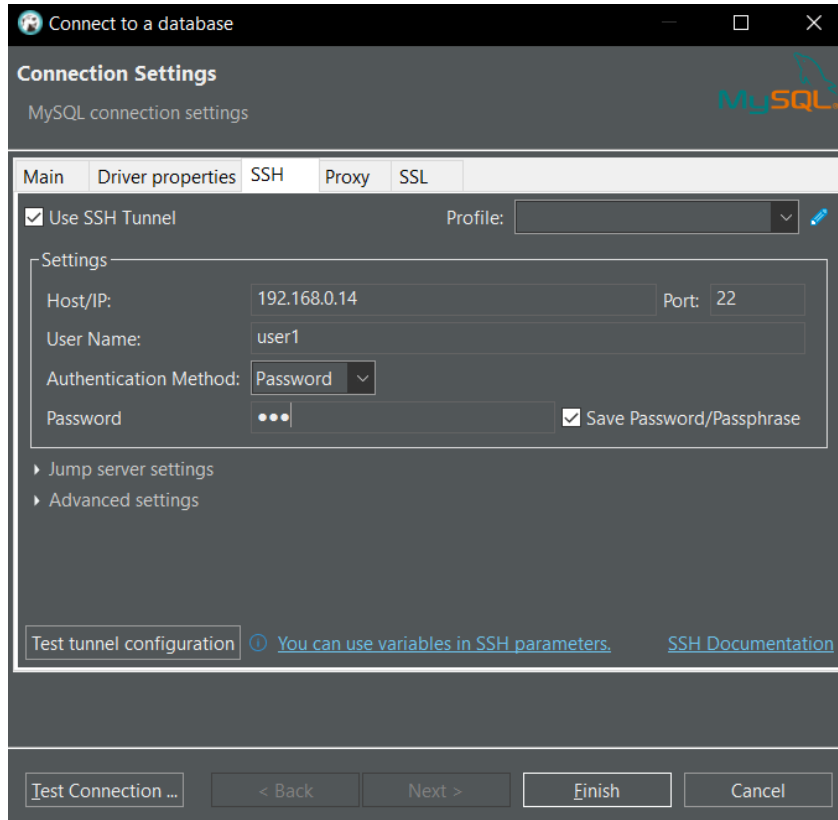 Connect to a database
Connection Settings
MySQL connection settings
MySQL
Main Driver properties SSH Proxy SSL
Use SSH Tunnel Profile:
Settings
Host/IP: 192.168.0.14 Port: 22
User Name: user1
Authentication Method: Password
Password ●●● Save Password/Passphrase
Jump server settings
Advanced settings
Test tunnel configuration You can use variables in SSH parameters. SSH Documentation
Test Connection ... < Back Next > Finish Cancel